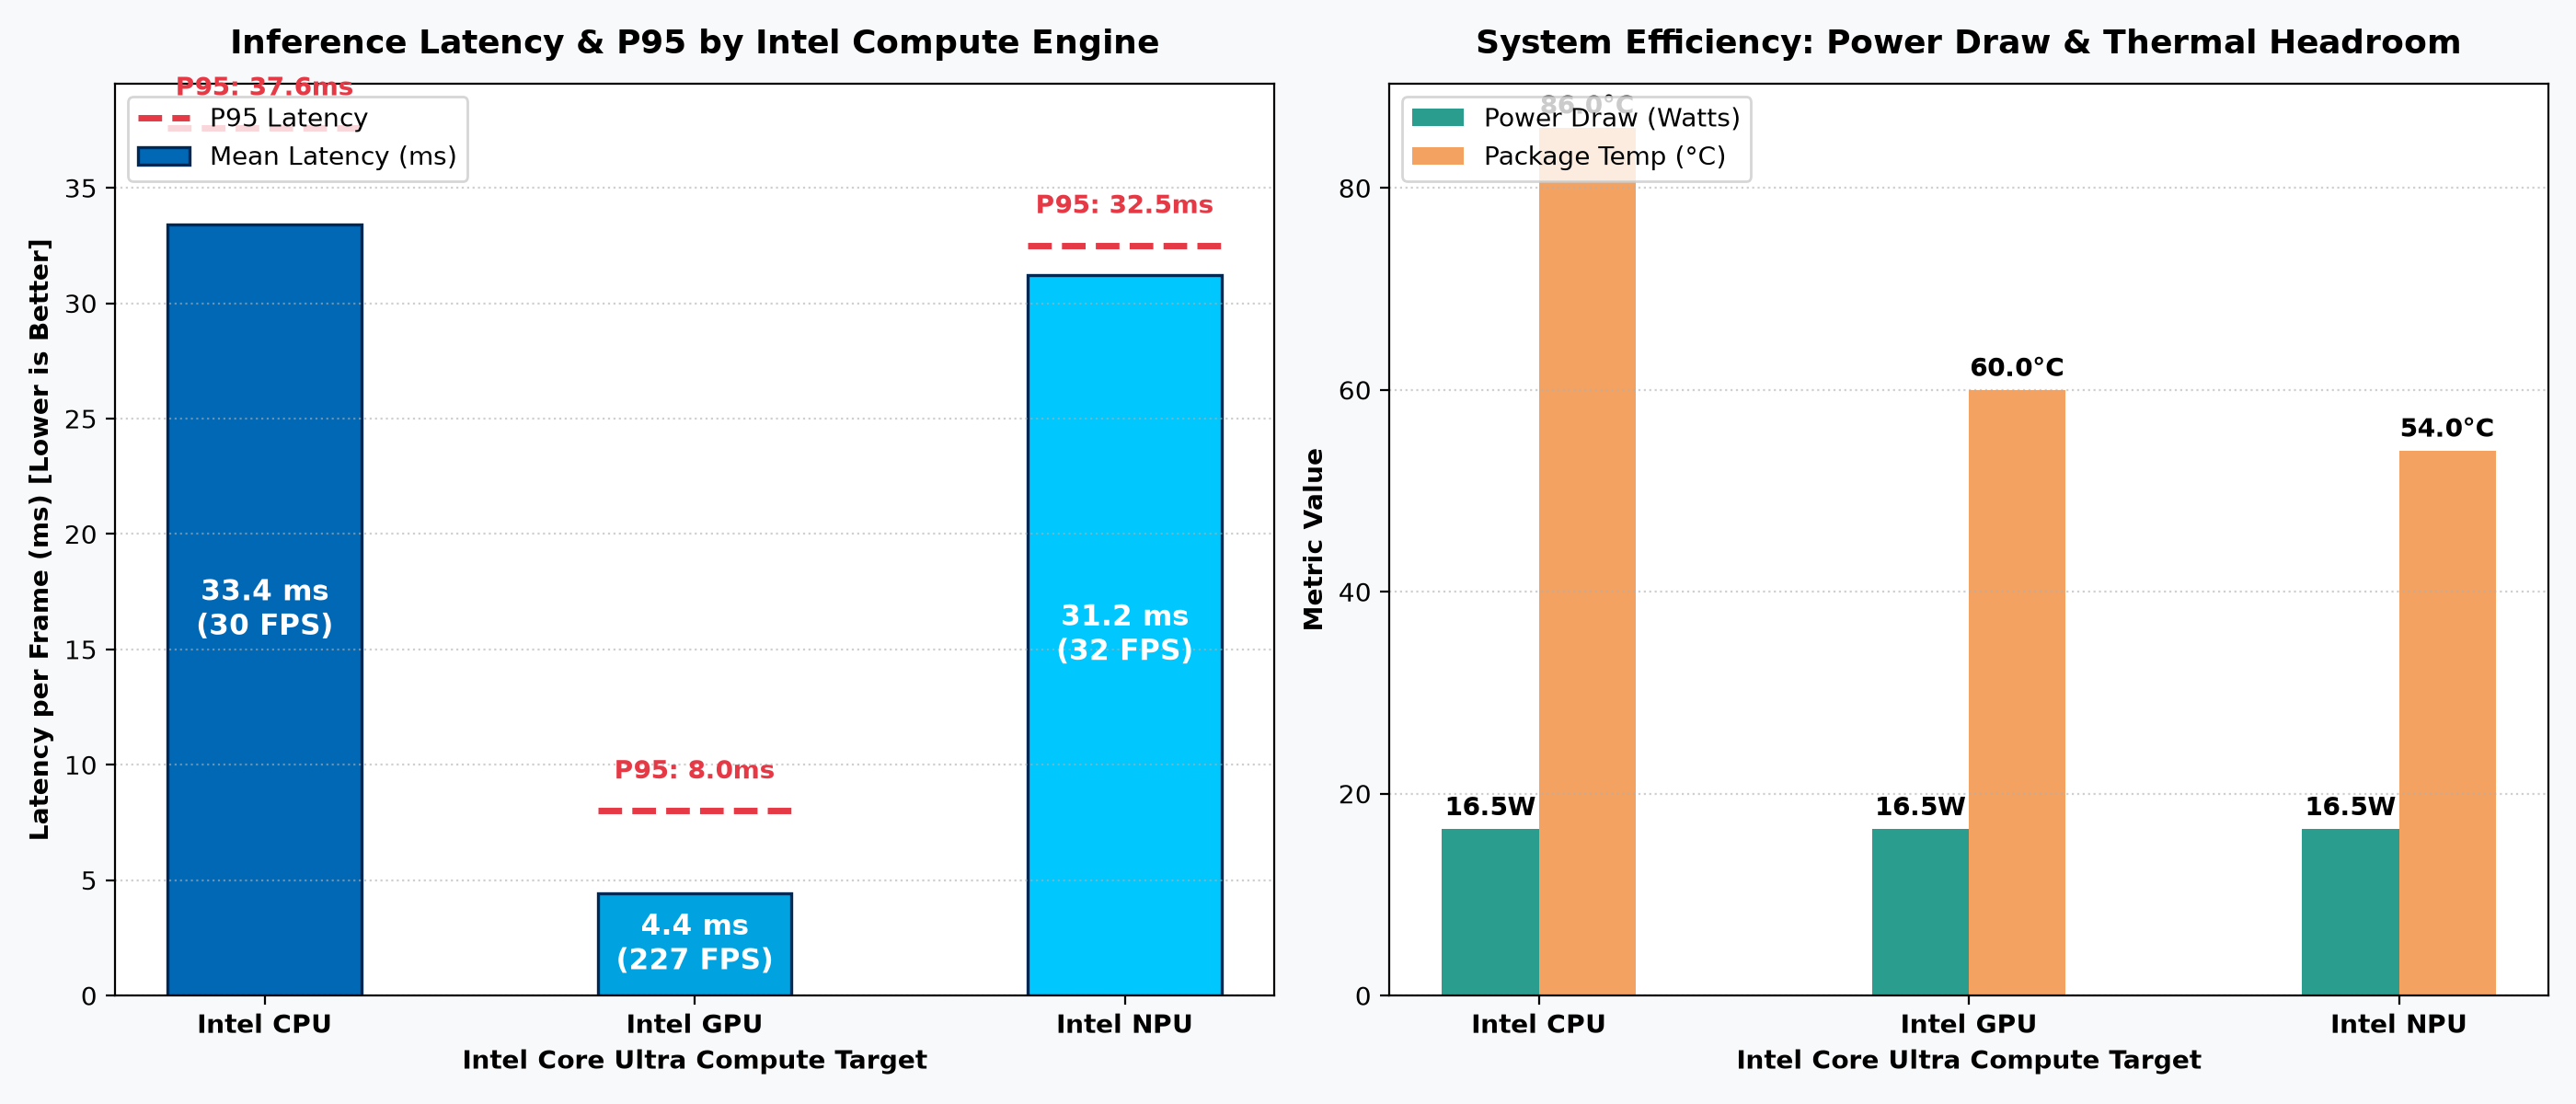 Inference Latency & P95 by Intel Compute Engine
P95: 37.6ms
P95 Latency
Mean Latency (ms)
P95: 32.5ms
P95: 8.0ms
33.4 ms
(30 FPS)
4.4 ms
(227 FPS)
31.2 ms
(32 FPS)
Latency per Frame (ms) [Lower is Better]
35
30
25
20
15
10
5
0
Intel CPU
Intel GPU
Intel NPU
Intel Core Ultra Compute Target
System Efficiency: Power Draw & Thermal Headroom
86.0°C
Power Draw (Watts)
Package Temp (°C)
60.0°C
54.0°C
16.5W
16.5W
16.5W
Metric Value
80
60
40
20
0
Intel CPU
Intel GPU
Intel NPU
Intel Core Ultra Compute Target